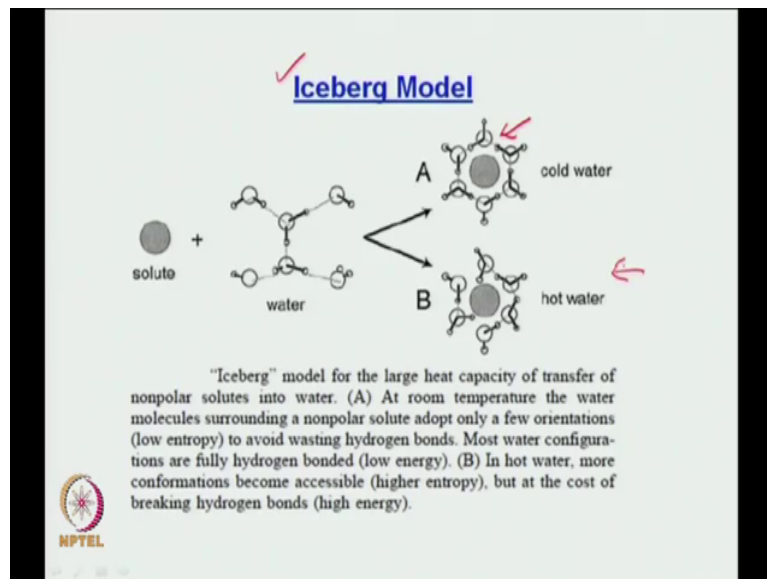 Iceberg Model
A
cold water
solute
+
water
B
hot water
"Iceberg" model for the large heat capacity of transfer of
nonpolar solutes into water. (A) At room temperature the water
molecules surrounding a nonpolar solute adopt only a few orientations
(low entropy) to avoid wasting hydrogen bonds. Most water configura-
tions are fully hydrogen bonded (low energy). (B) In hot water, more
conformations become accessible (higher entropy), but at the cost of
breaking hydrogen bonds (high energy).
NPTEL